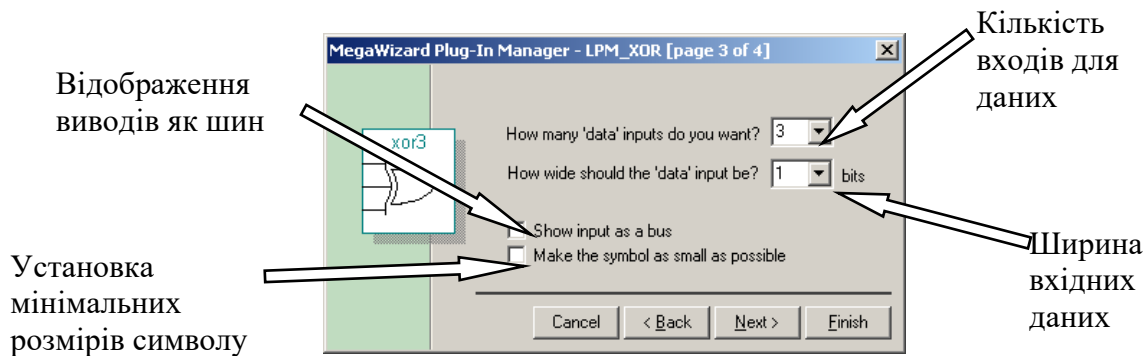 Кількість
входів для
даних
MegaWizard Plug-In Manager - LPM_XOR [page 3 of 4]
Відображення
виводів як шин
How many 'data' inputs do you want? 3
xor3
How wide should the 'data' input be? 1 bits
Show input as a bus
Make the symbol as small as possible
Ширина
вхідних
даних
Установка
мінімальних
розмірів символу
Cancel < Back Next > Finish